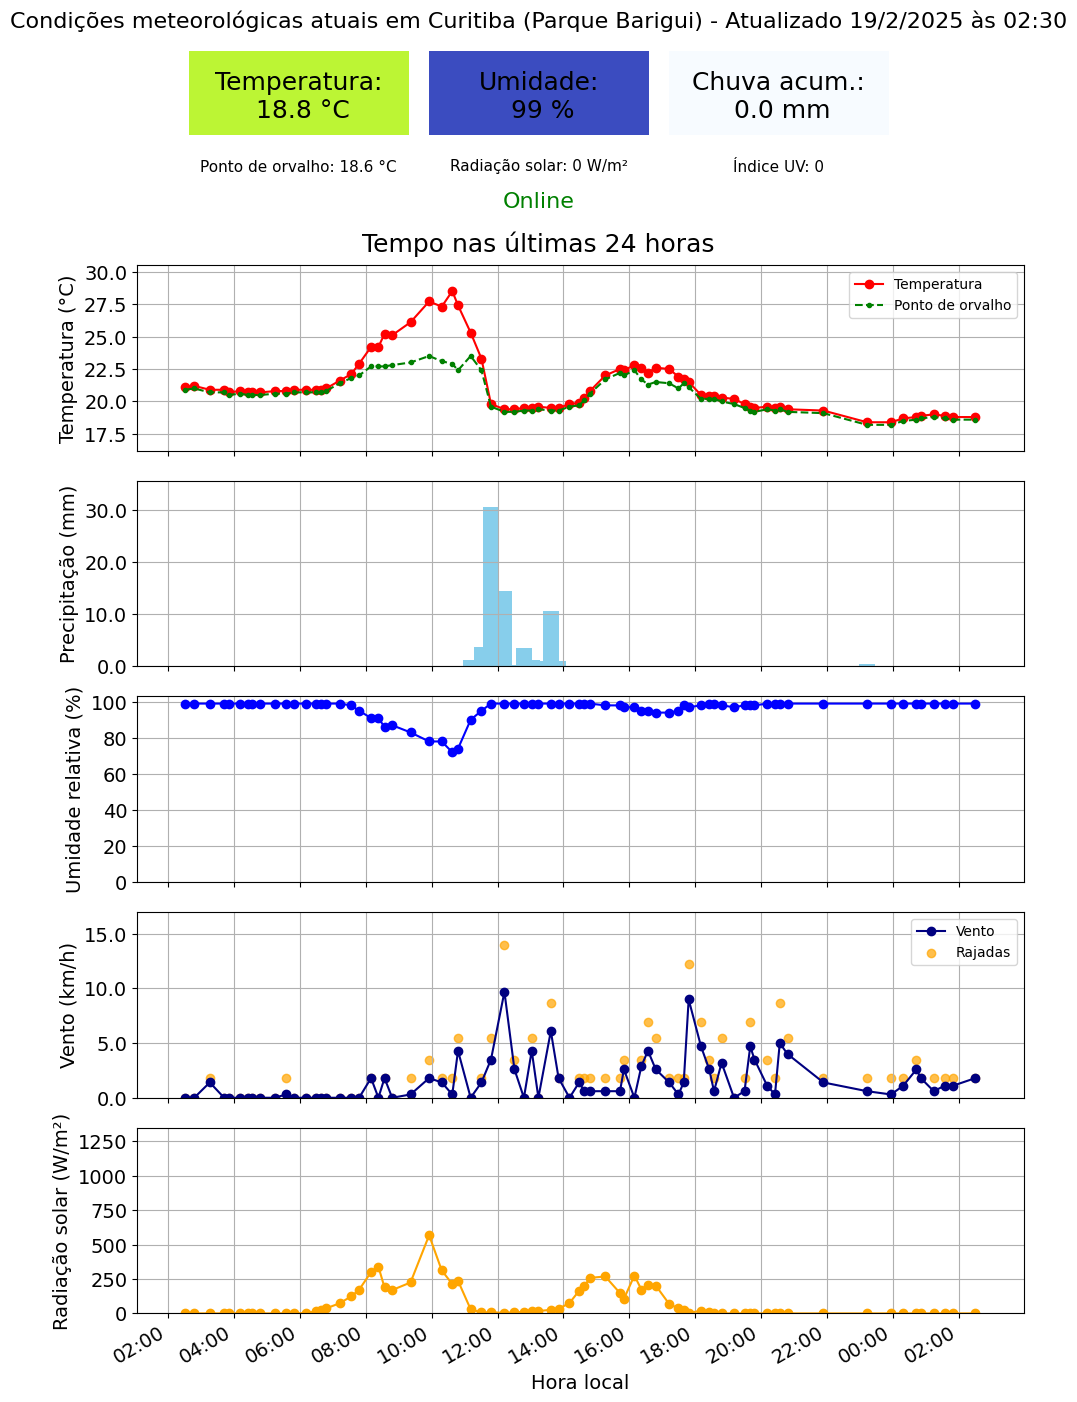 Condições meteorológicas atuais em Curitiba (Parque Barigui) - Atualizado 19/2/2025 às 02:30
Temperatura:
18.8 °C
Umidade:
99 %
Chuva acum.:
0.0 mm
Ponto de orvalho: 18.6 °C
Radiação solar: 0 W/m²
Índice UV: 0
Online
Tempo nas últimas 24 horas
Temperatura (°C)
30.0
27.5
25.0
22.5
20.0
17.5
Temperatura
Ponto de orvalho
Precipitação (mm)
30.0
20.0
10.0
0.0
Umidade relativa (%)
100
80
60
40
20
0
Vento (km/h)
15.0
10.0
5.0
0.0
Vento
Rajadas
Radiação solar (W/m²)
1250
1000
750
500
250
0
02:00
04:00
06:00
08:00
10:00
12:00
14:00
16:00
18:00
20:00
22:00
00:00
02:00
Hora local